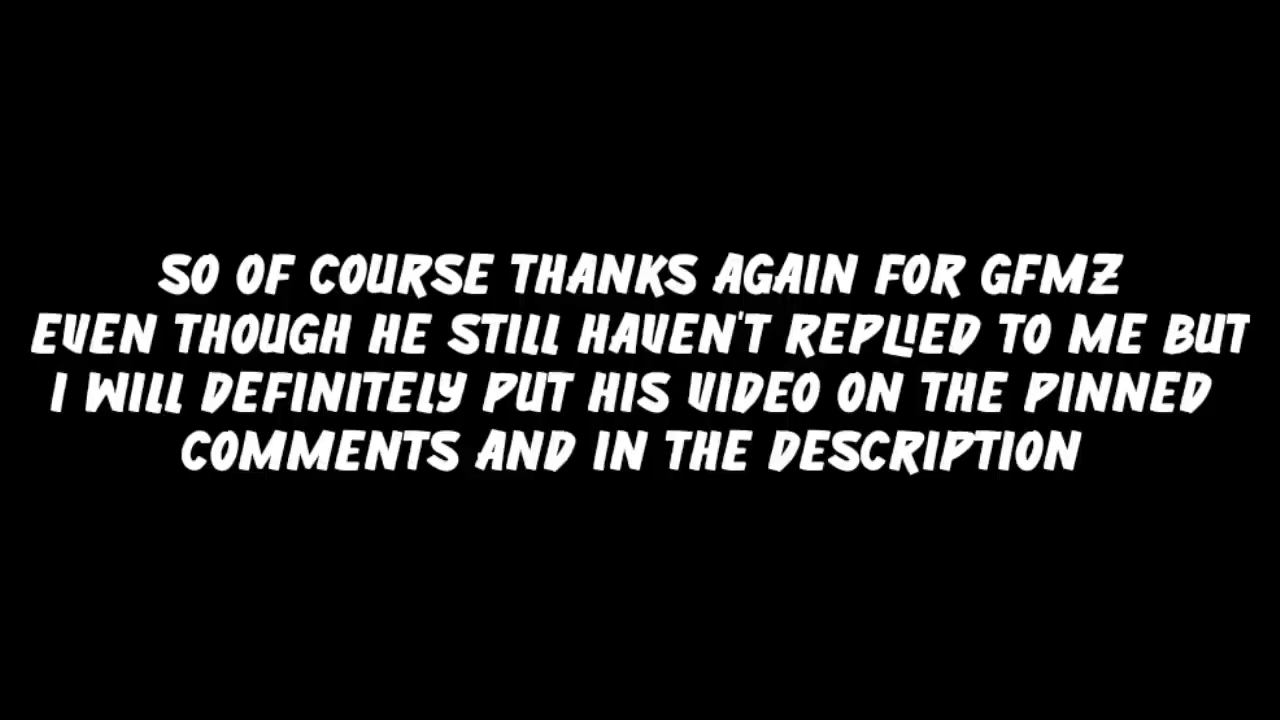 SO OF COURSE THANKS AGAIN FOR GFMZ
EVEN THOUGH HE STILL HAVEN'T REPLIED TO ME BUT
I WILL DEFINITELY PUT HIS VIDEO ON THE PINNED
COMMENTS AND IN THE DESCRIPTION